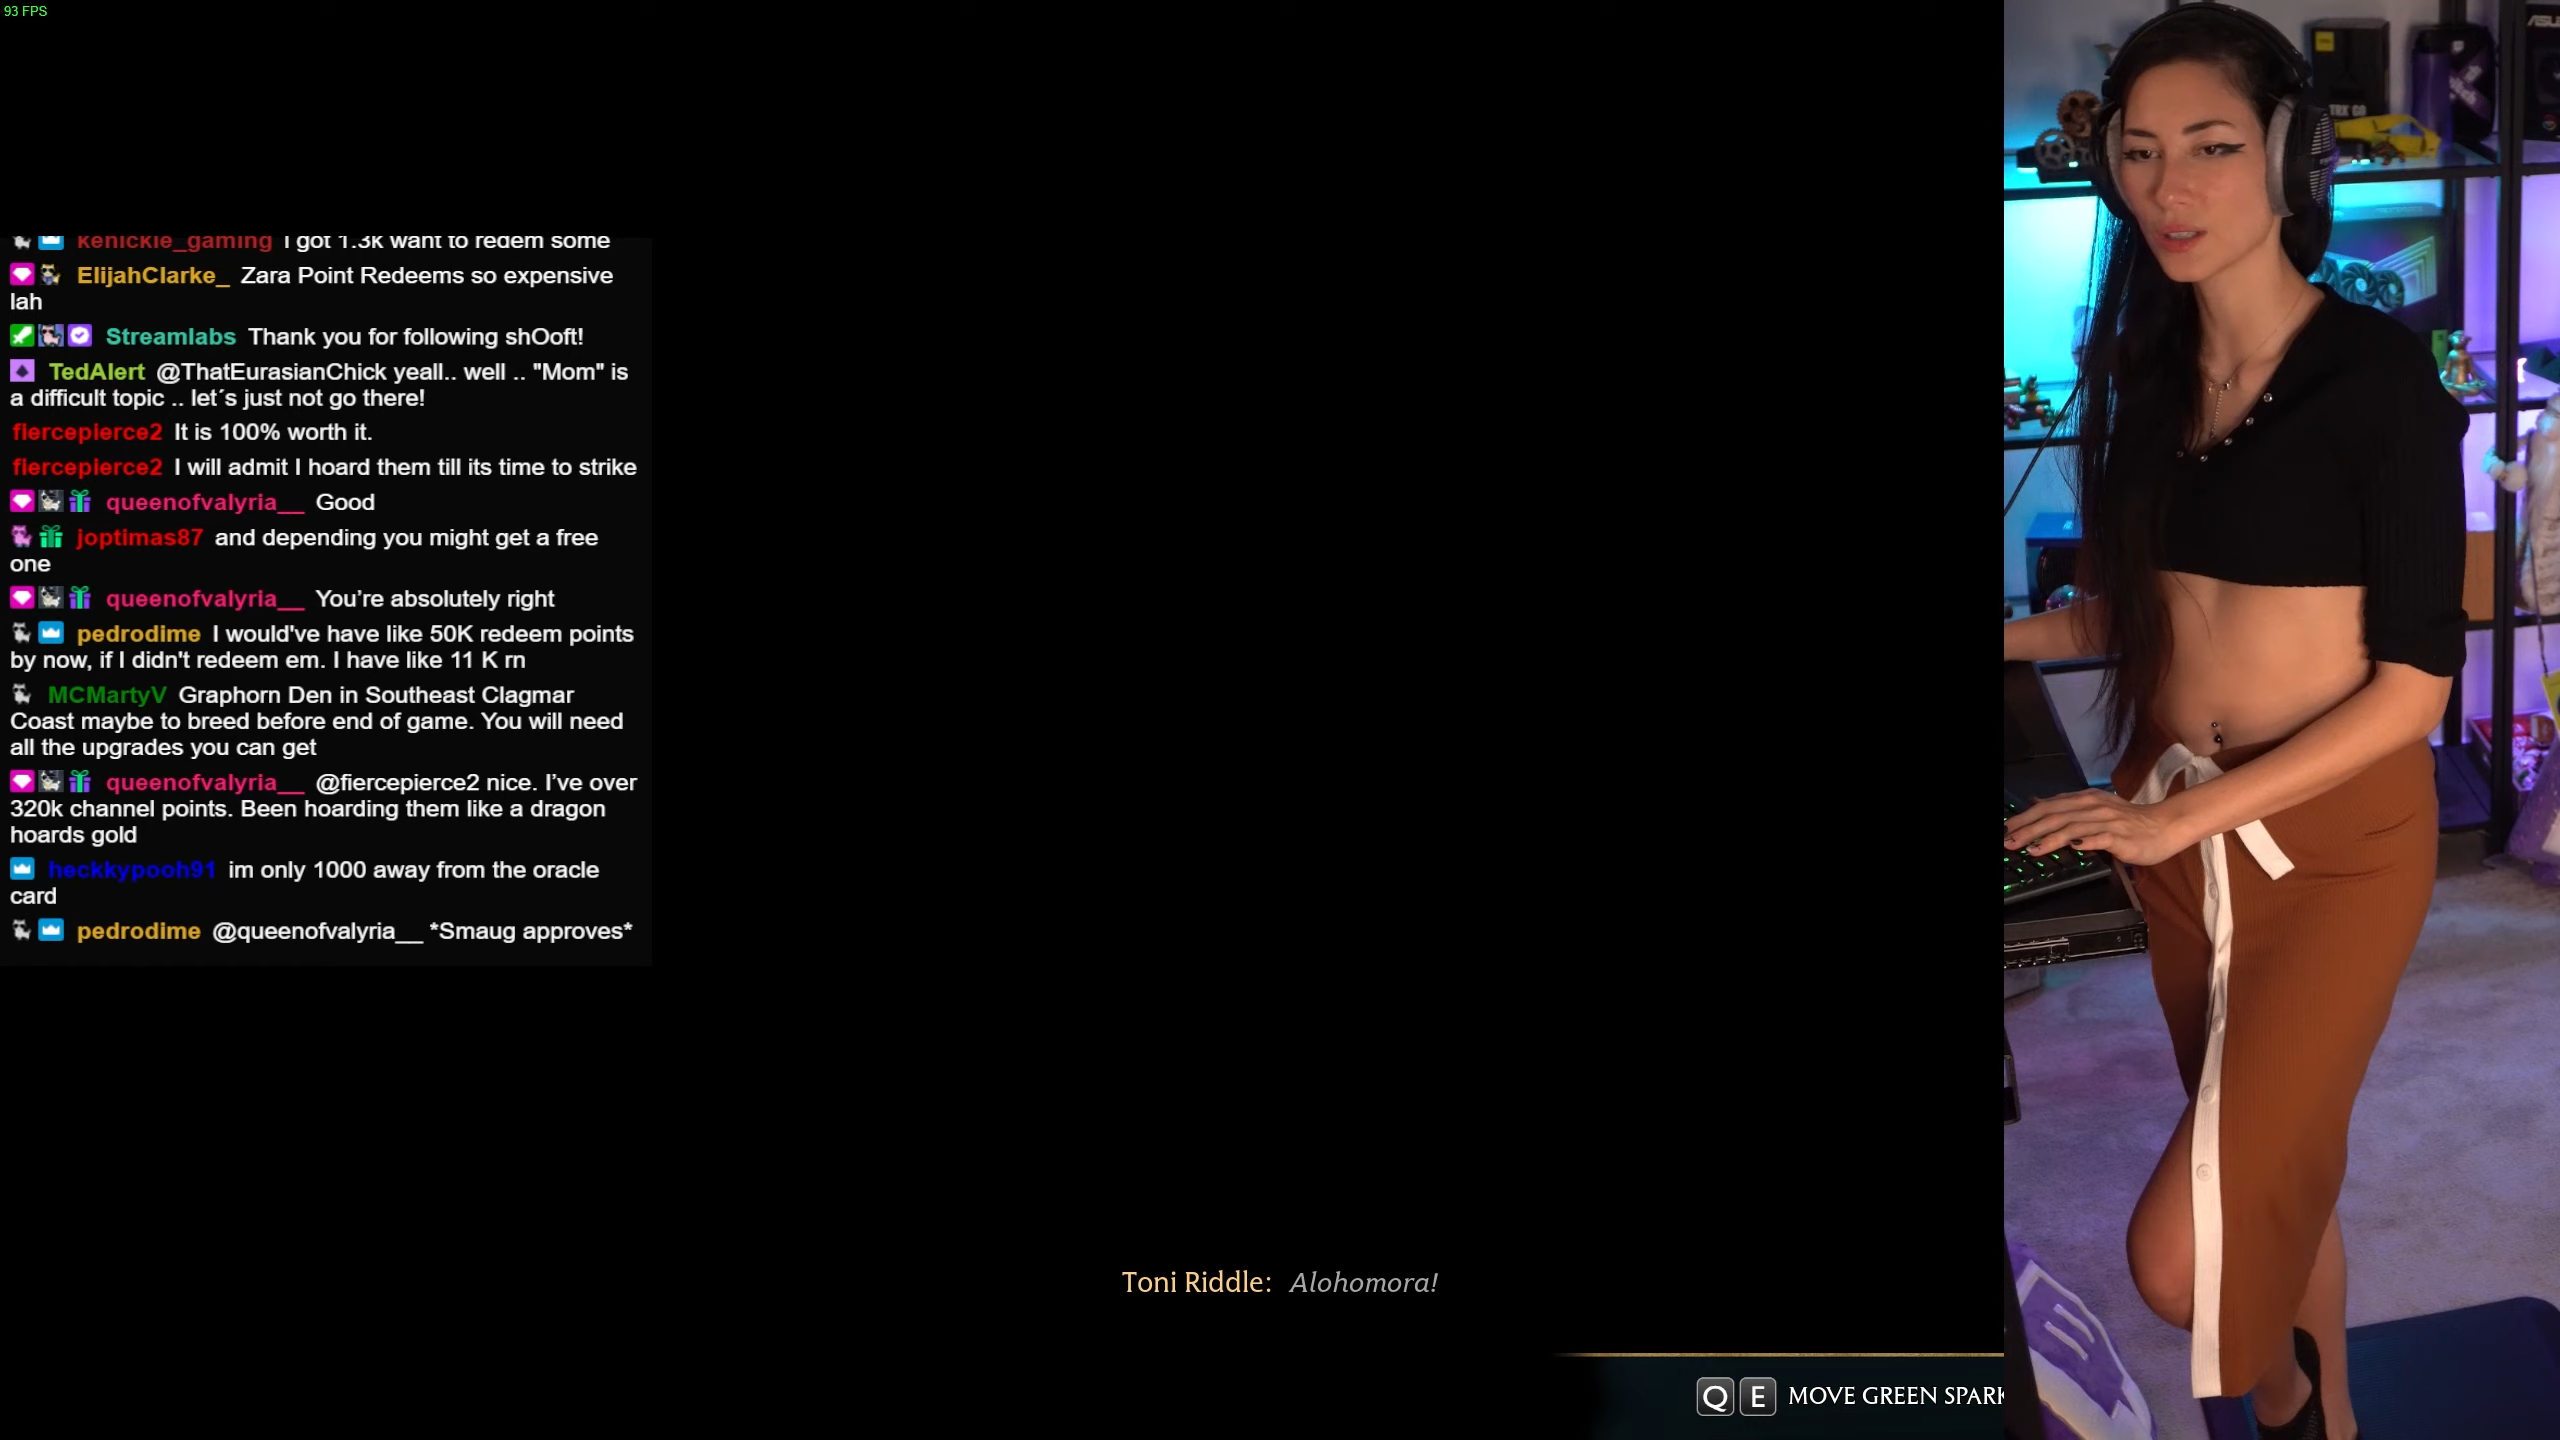 93 FPS
kenickie_gaming I got 1.3k want to redem some
ElijahClarke_ Zara Point Redeems so expensive
lah
Streamlabs Thank you for following shOoft!
TedAlert @ThatEurasianChick yeall.. well .. "Mom" is
a difficult topic .. let´s just not go there!
fiercepierce2 It is 100% worth it.
fiercepierce2 I will admit I hoard them till its time to strike
queenofvalyria__ Good
joptimas87 and depending you might get a free
one
queenofvalyria__ You’re absolutely right
pedrodime I would've have like 50K redeem points
by now, if I didn't redeem em. I have like 11 K rn
MCMartyV Graphorn Den in Southeast Clagmar
Coast maybe to breed before end of game. You will need
all the upgrades you can get
queenofvalyria__ @fiercepierce2 nice. I’ve over
320k channel points. Been hoarding them like a dragon
hoards gold
heckkypooh91 im only 1000 away from the oracle
card
pedrodime @queenofvalyria__ *Smaug approves*
Toni Riddle: Alohomora!
Q E MOVE GREEN SPARK
twitch